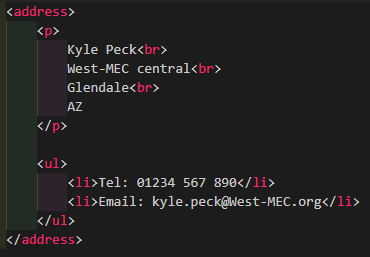 <address>
<p>
Kyle Peck<br>
West-MEC central<br>
Glendale<br>
AZ
</p>
<ul>
<li>Tel: 01234 567 890</li>
<li>Email: kyle.peck@West-MEC.org</li>
</ul>
</address>